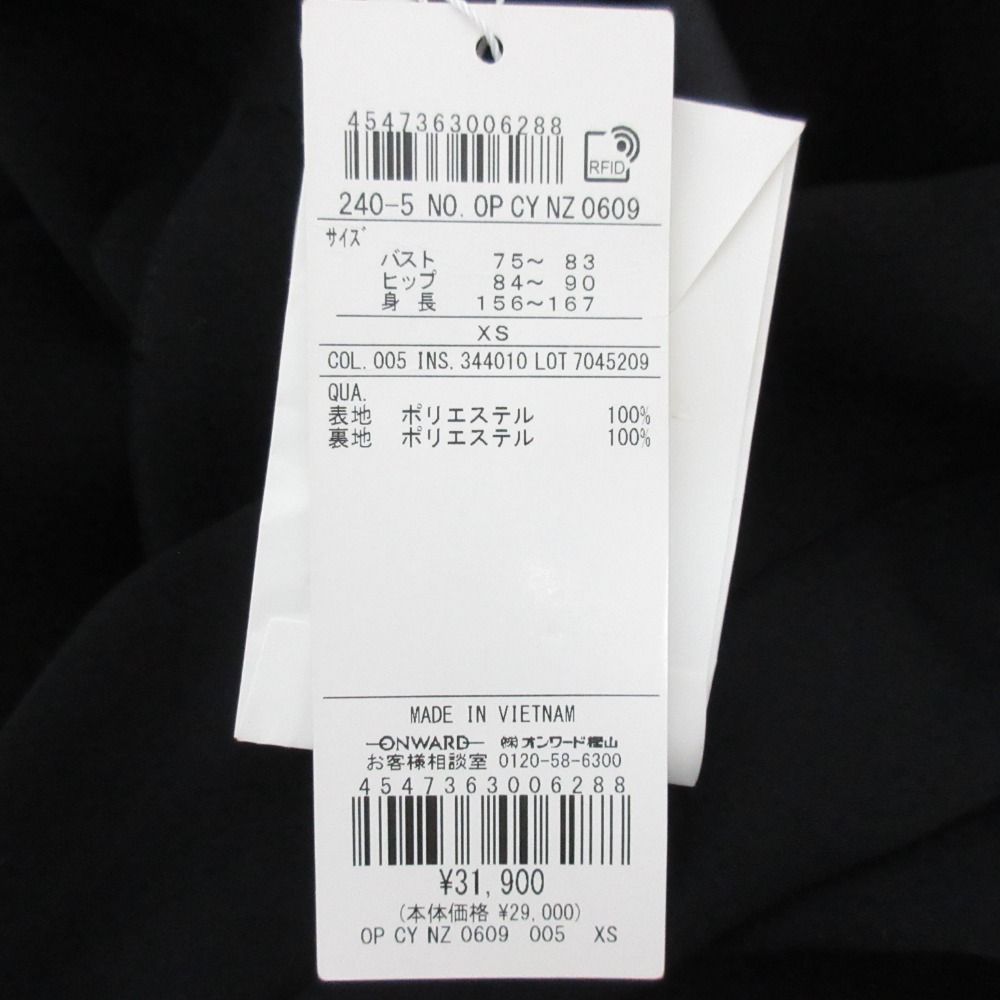 4547363006288
RFID
240-5 NO. OP CY NZ 0609
サイズ
バスト 75～ 83
ヒップ 84～ 90
身 長 156～167
XS
COL. 005 INS. 344010 LOT 7045209
QUA.
表地 ポリエステル 100%
裏地 ポリエステル 100%
MADE IN VIETNAM
ONWARD ㈱オンワード樫山
お客様相談室 0120-58-6300
4547363006288
¥31,900
(本体価格 ¥29,000)
OP CY NZ 0609 005 XS